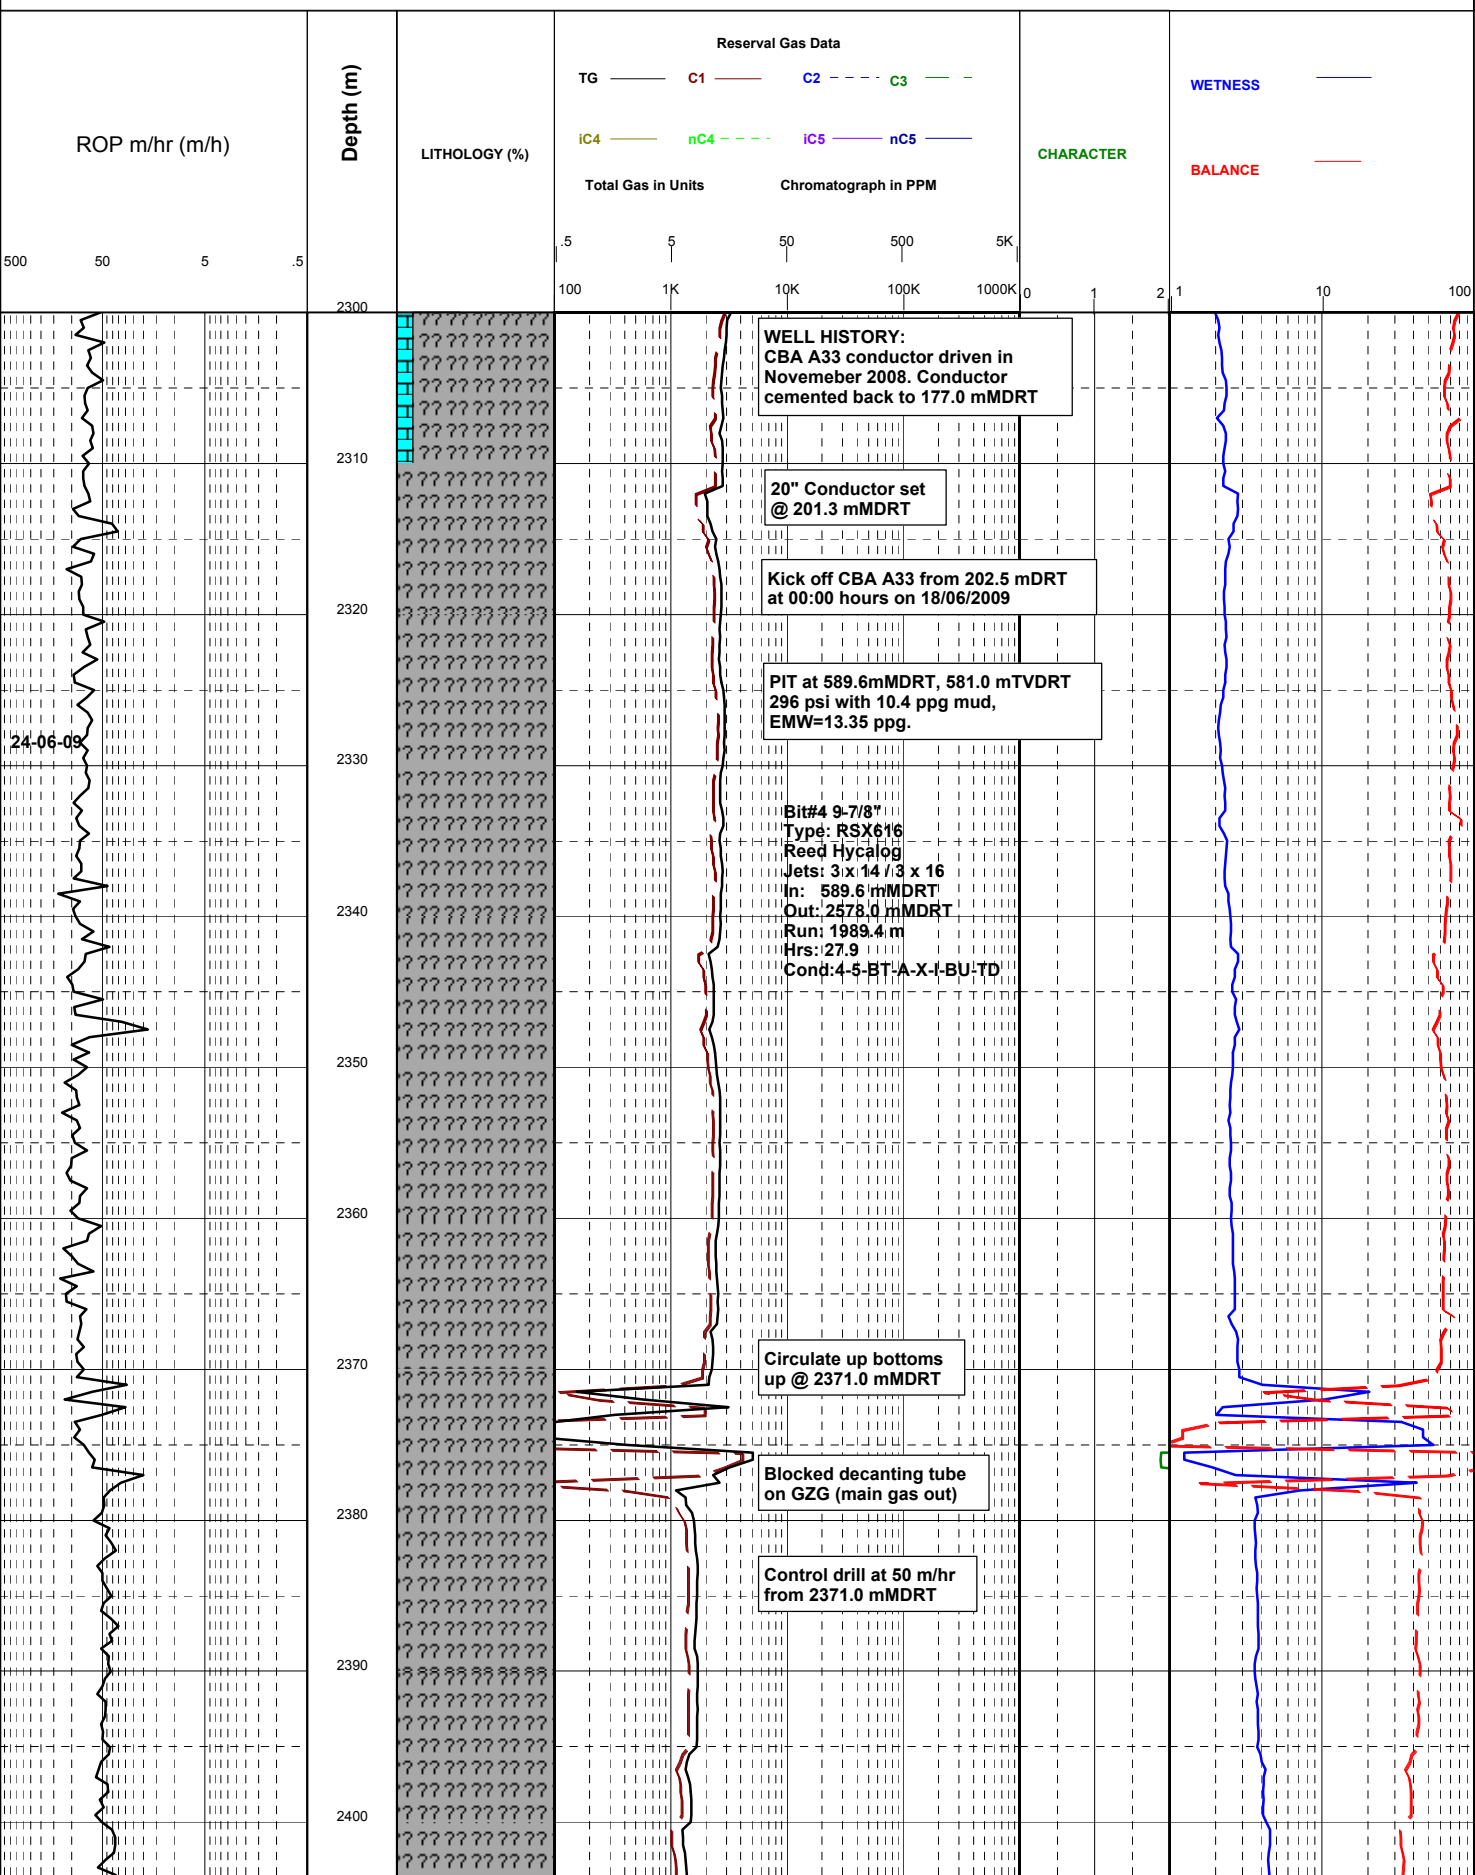 Reserval Gas Data
TG C1 C2 C3
iC4 nC4 iC5 nC5
Total Gas in Units Chromatograph in PPM
ROP m/hr (m/h)
Depth (m)
LITHOLOGY (%)
CHARACTER
WETNESS
BALANCE
500 50 5 .5
.5 5 50 500 5K
100 1K 10K 100K 1000K
0 1 2
1 10 100
2300
WELL HISTORY:
CBA A33 conductor driven in
Novemeber 2008. Conductor
cemented back to 177.0 mMDRT
2310
20" Conductor set
@ 201.3 mMDRT
Kick off CBA A33 from 202.5 mDRT
at 00:00 hours on 18/06/2009
2320
PIT at 589.6mMDRT, 581.0 mTVDRT
296 psi with 10.4 ppg mud,
EMW=13.35 ppg.
24-06-09
2330
Bit#4 9-7/8"
Type: RSX616
Reed Hycalog
Jets: 3 x 14 / 3 x 16
In: 589.6 mMDRT
Out: 2578.0 mMDRT
Run: 1989.4 m
Hrs: 27.9
Cond:4-5-BT-A-X-I-BU-TD
2340
2350
2360
2370
Circulate up bottoms
up @ 2371.0 mMDRT
Blocked decanting tube
on GZG (main gas out)
2380
Control drill at 50 m/hr
from 2371.0 mMDRT
2390
2400